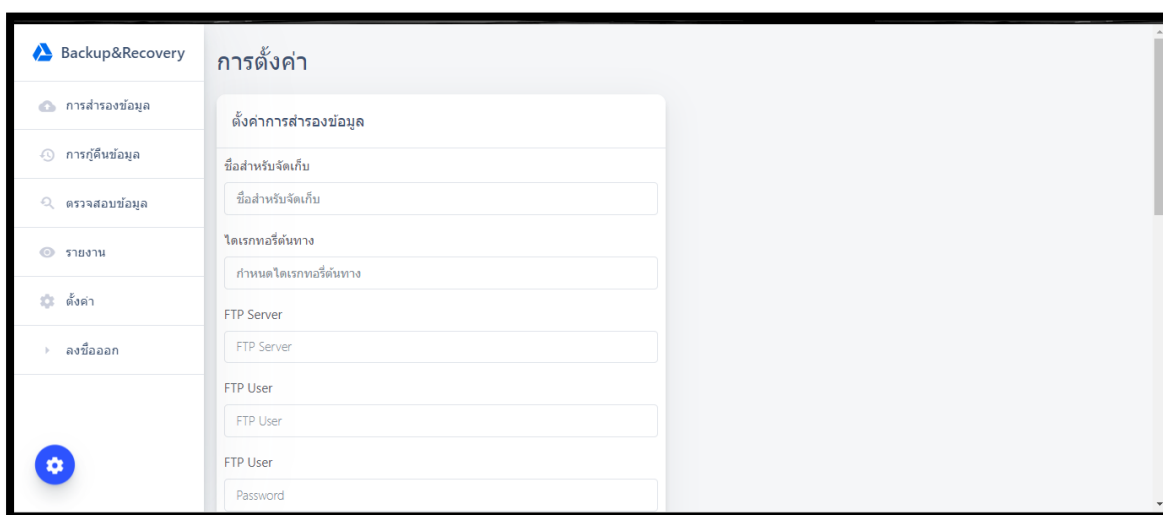 Backup&Recovery
การสำรองข้อมูล
การกู้คืนข้อมูล
ตรวจสอบข้อมูล
รายงาน
ตั้งค่า
ลงชื่อออก
การตั้งค่า
ตั้งค่าการสำรองข้อมูล
ชื่อสำหรับจัดเก็บ
ชื่อสำหรับจัดเก็บ
ไดเรกทอรี่ต้นทาง
กำหนดไดเรกทอรี่ต้นทาง
FTP Server
FTP Server
FTP User
FTP User
FTP User
Password